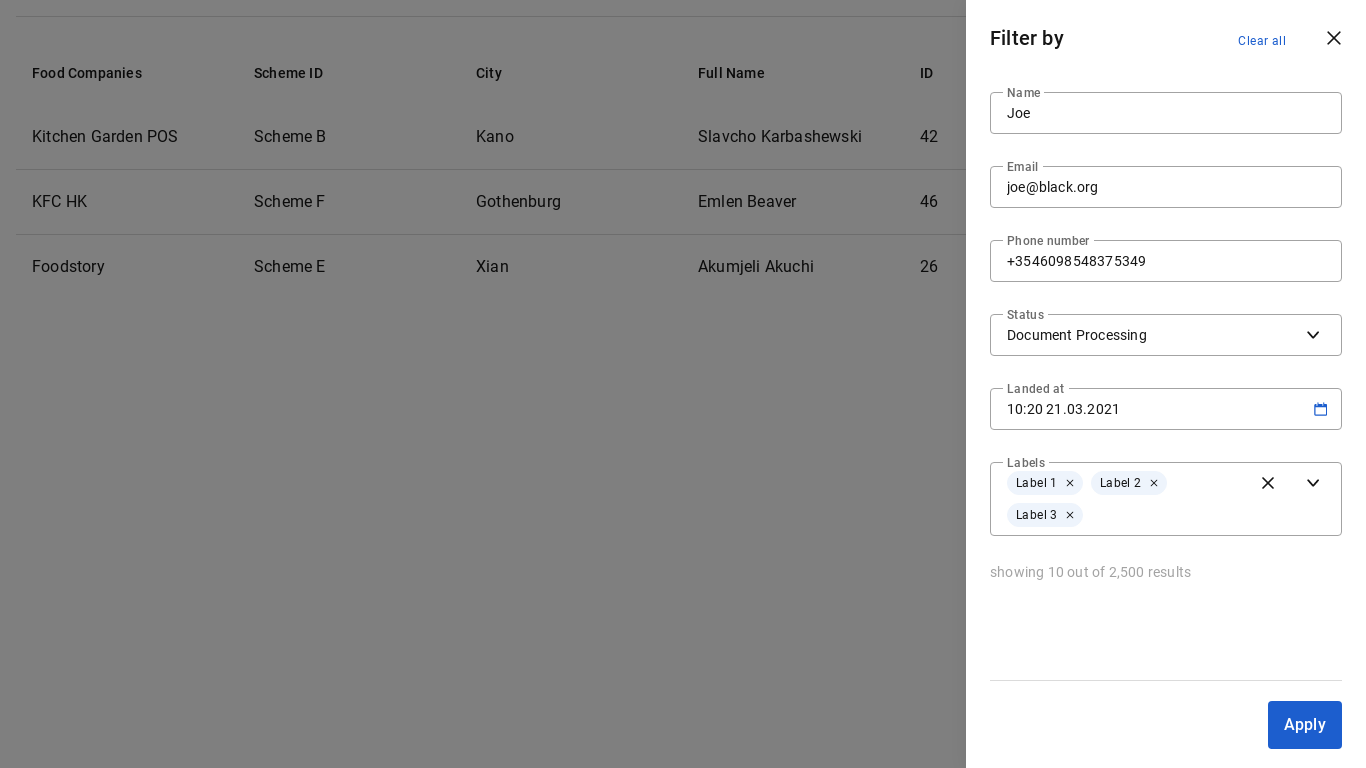 Filter by
Clear all
Food Companies Scheme ID City Full Name ID
Kitchen Garden POS Scheme B Kano Slavcho Karbashewski 42
KFC HK Scheme F Gothenburg Emlen Beaver 46
Foodstory Scheme E Xian Akumjeli Akuchi 26
Name
Joe
Email
joe@black.org
Phone number
+3546098548375349
Status
Document Processing
Landed at
10:20 21.03.2021
Labels
Label 1 Label 2
Label 3
showing 10 out of 2,500 results
Apply